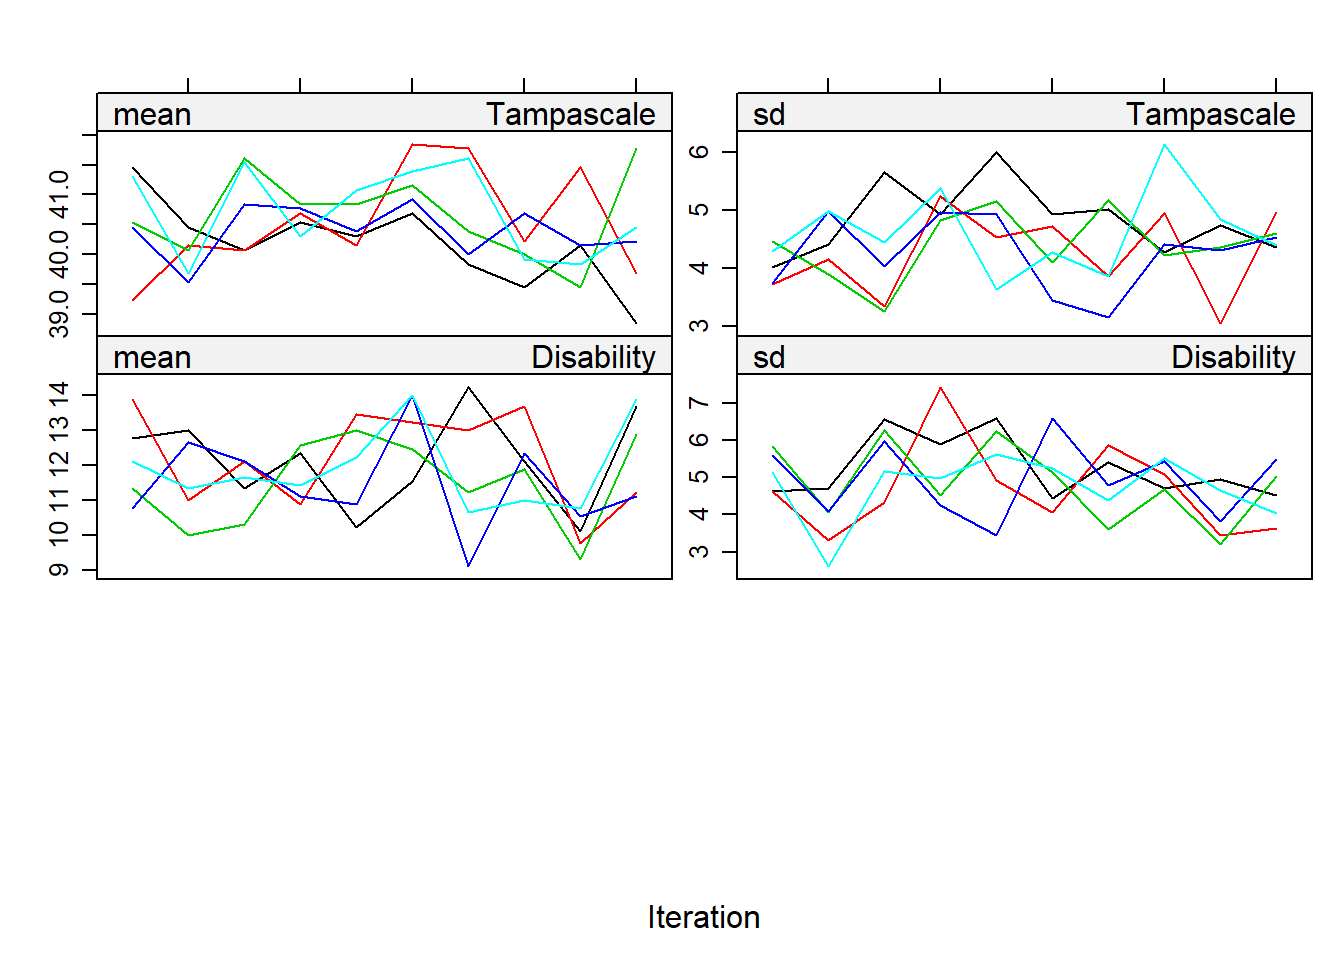 mean Tampascale
39.0 40.0 41.0
sd Tampascale
3 4 5 6
mean Disability
9 10 11 12 13 14
sd Disability
3 4 5 6 7
Iteration